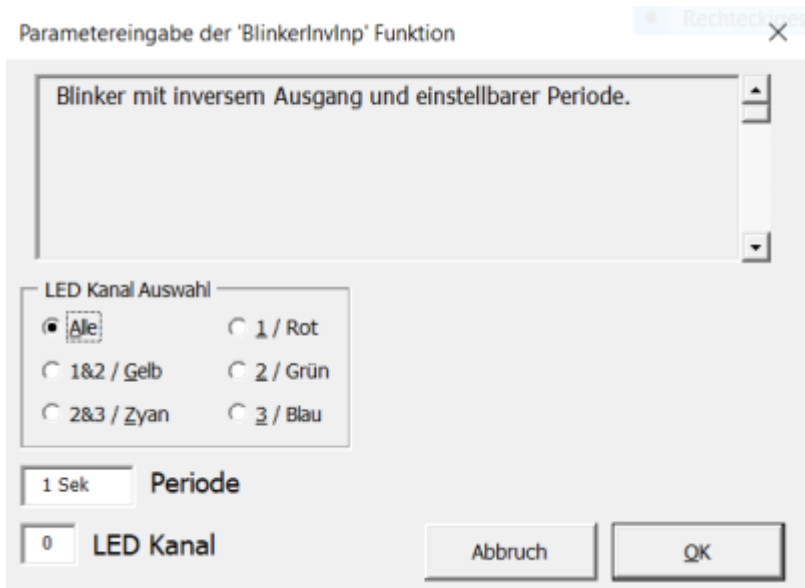 Rechteckiges
Parametereingabe der 'BlinkerInvInp' Funktion
Blinker mit inversem Ausgang und einstellbarer Periode.
LED Kanal Auswahl
Alle
1 / Rot
1&2 / Gelb
2 / Grün
2&3 / Zyan
3 / Blau
1 Sek Periode
0 LED Kanal
Abbruch
OK